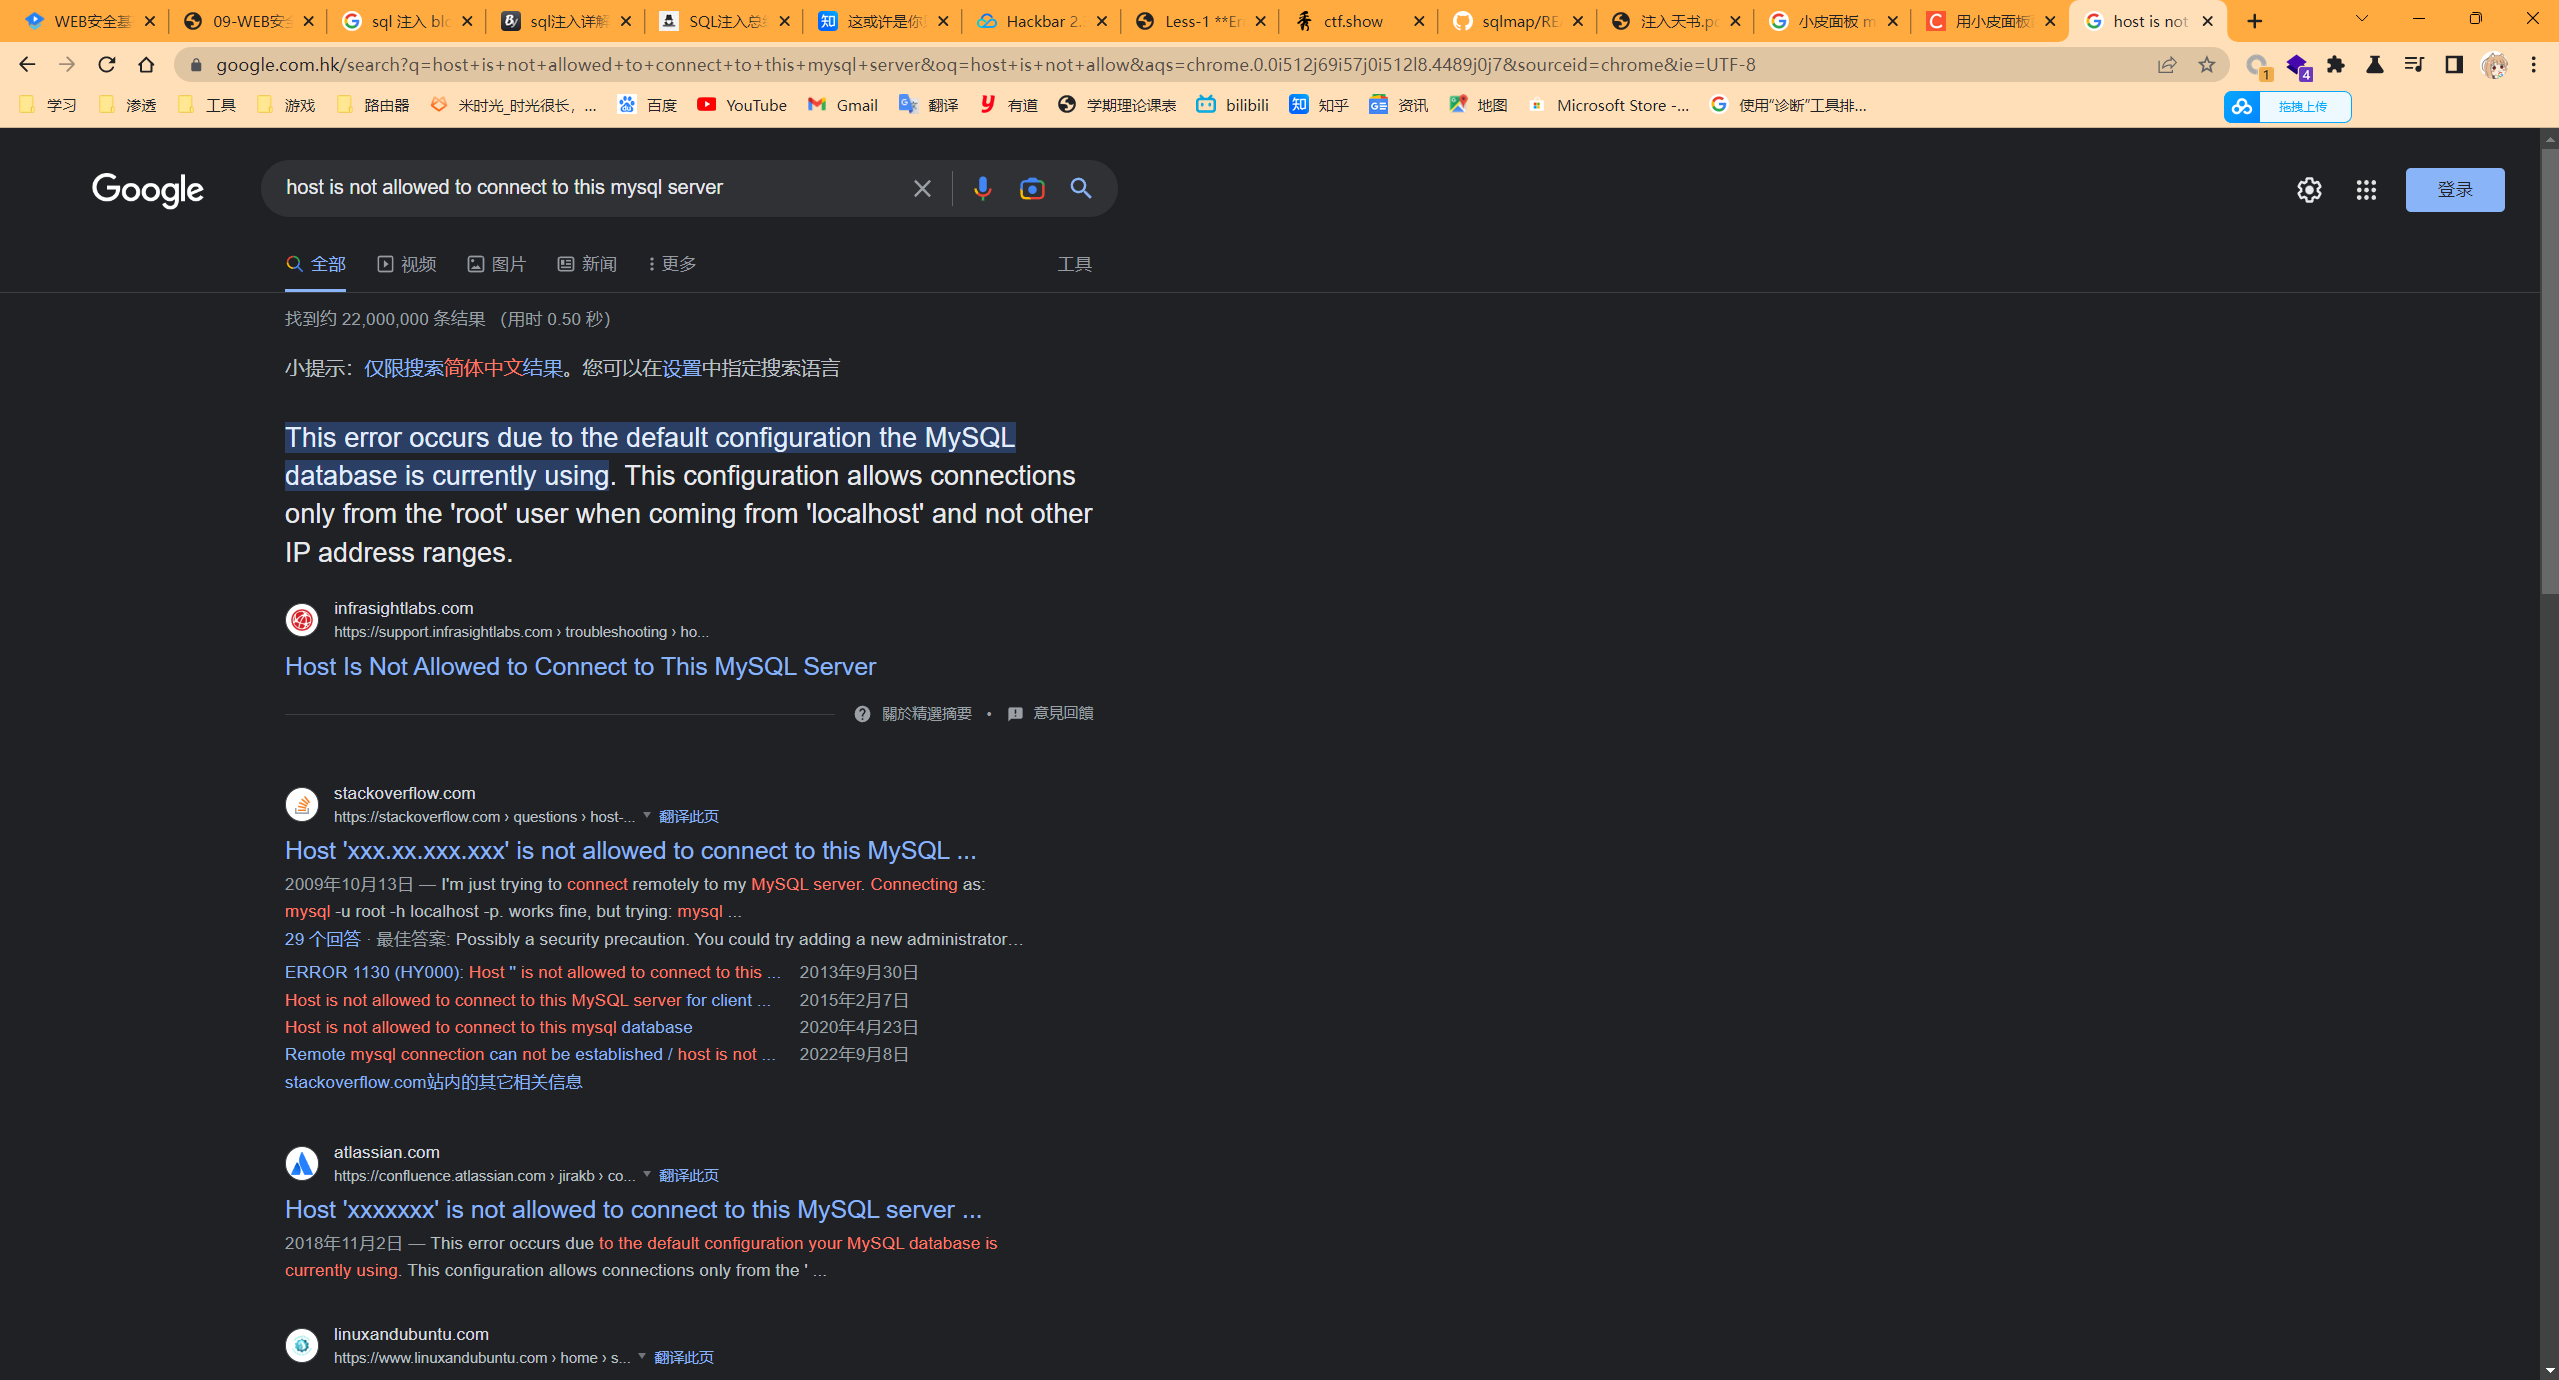 WEB安全基
09-WEB安全
sql 注入 blo
sql注入详解
SQL注入总结
这或许是你
Hackbar 2.
Less-1 **Er
ctf.show
sqlmap/RE
注入天书.p
小皮面板 m
用小皮面板
host is not
google.com.hk/search?q=host+is+not+allowed+to+connect+to+this+mysql+server&oq=host+is+not+allow&aqs=chrome.0.0i512j69i57j0i512l8.4489j0j7&sourceid=chrome&ie=UTF-8
1
4
学习
渗透
工具
游戏
路由器
米时光_时光很长，...
百度
YouTube
Gmail
翻译
有道
学期理论课表
bilibili
知乎
资讯
地图
Microsoft Store -...
使用“诊断”工具排...
拖拽上传
Google
host is not allowed to connect to this mysql server
登录
全部
视频
图片
新闻
更多
工具
找到约 22,000,000 条结果 （用时 0.50 秒）
小提示：仅限搜索简体中文结果。您可以在设置中指定搜索语言
This error occurs due to the default configuration the MySQL
database is currently using. This configuration allows connections
only from the 'root' user when coming from 'localhost' and not other
IP address ranges.
infrasightlabs.com
https://support.infrasightlabs.com › troubleshooting › ho...
Host Is Not Allowed to Connect to This MySQL Server
關於精選摘要 • 意見回饋
stackoverflow.com
https://stackoverflow.com › questions › host-... 翻译此页
Host 'xxx.xx.xxx.xxx' is not allowed to connect to this MySQL ...
2009年10月13日 — I'm just trying to connect remotely to my MySQL server. Connecting as:
mysql -u root -h localhost -p. works fine, but trying: mysql ...
29 个回答 · 最佳答案: Possibly a security precaution. You could try adding a new administrator…
ERROR 1130 (HY000): Host '' is not allowed to connect to this ... 2013年9月30日
Host is not allowed to connect to this MySQL server for client ... 2015年2月7日
Host is not allowed to connect to this mysql database 2020年4月23日
Remote mysql connection can not be established / host is not ... 2022年9月8日
stackoverflow.com站内的其它相关信息
atlassian.com
https://confluence.atlassian.com › jirakb › co... 翻译此页
Host 'xxxxxxx' is not allowed to connect to this MySQL server ...
2018年11月2日 — This error occurs due to the default configuration your MySQL database is
currently using. This configuration allows connections only from the ' ...
linuxandubuntu.com
https://www.linuxandubuntu.com › home › s... 翻译此页